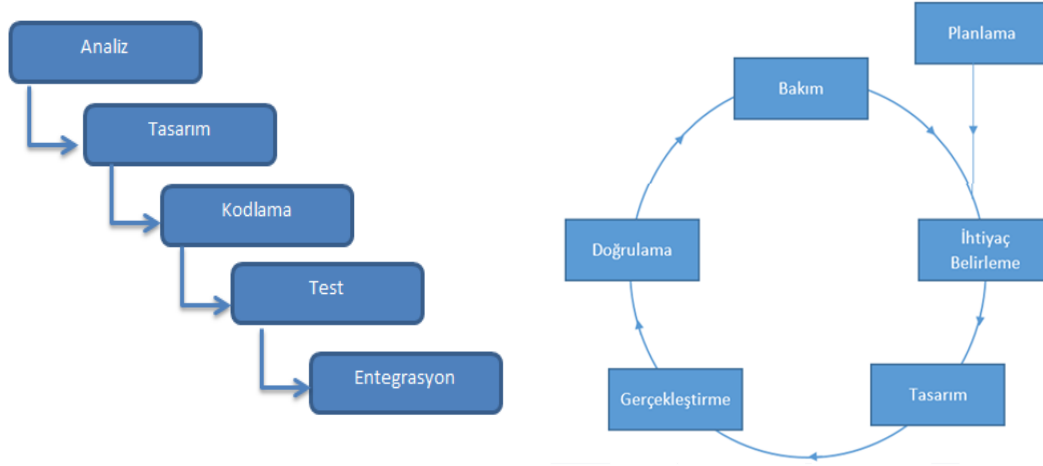 Analiz
Tasarım
Kodlama
Test
Entegrasyon
Planlama
Bakım
İhtiyaç
Belirleme
Tasarım
Gerçekleştirme
Doğrulama